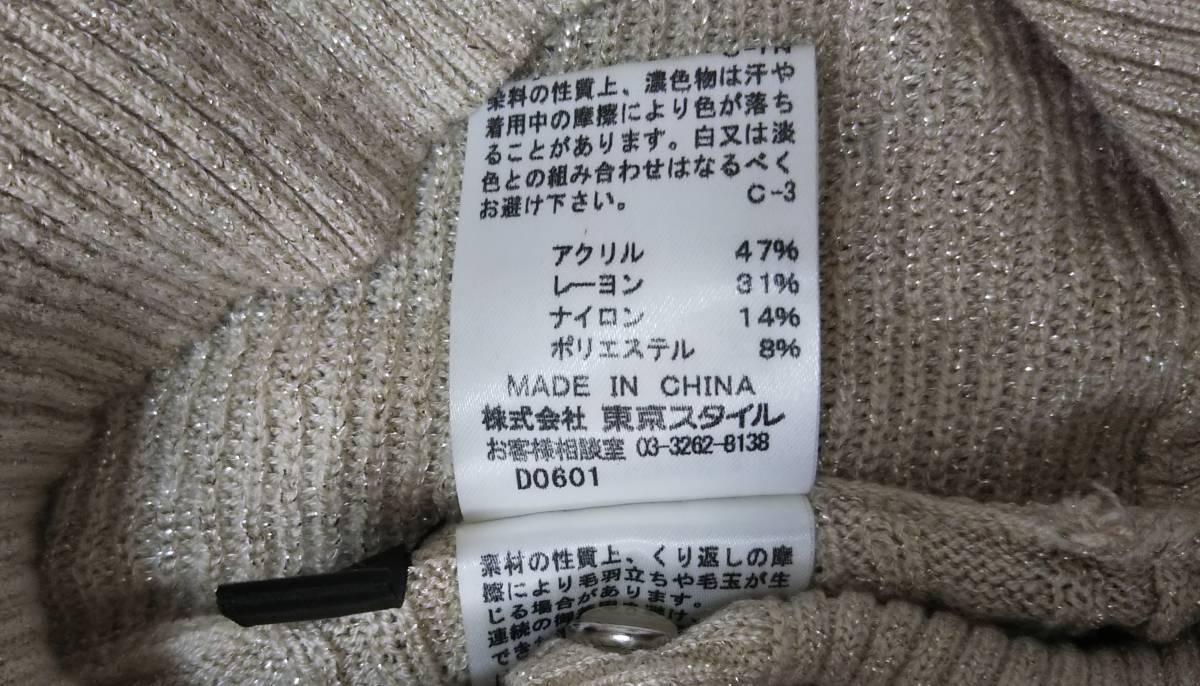 染料の性質上、濃色物は汗や
着用中の摩擦により色が落ち
ることがあります。白又は淡
色との組み合わせはなるべく
お避け下さい。 C-3
アクリル 47%
レーヨン 31%
ナイロン 14%
ポリエステル 8%
MADE IN CHINA
株式会社 東京スタイル
お客様相談室 03-3262-8138
D0601
素材の性質上、くり返しの摩
擦により毛羽立ちや毛玉が生
じる場合があります。
連続の御
でき